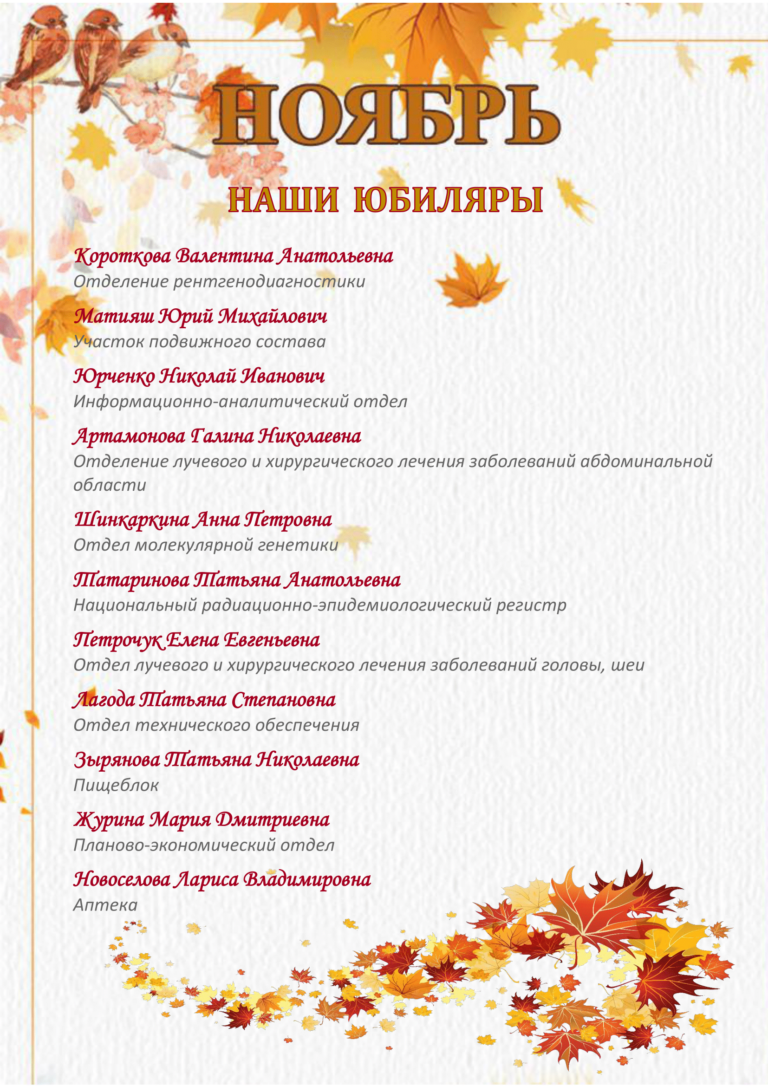 НОЯБРЬ
НАШИ ЮБИЛЯРЫ
Короткова Валентина Анатольевна
Отделение рентгенодиагностики
Матияш Юрий Михайлович
Участок подвижного состава
Юрченко Николай Иванович
Информационно-аналитический отдел
Артамонова Галина Николаевна
Отделение лучевого и хирургического лечения заболеваний абдоминальной
области
Шинкаркина Анна Петровна
Отдел молекулярной генетики
Татаринова Татьяна Анатольевна
Национальный радиационно-эпидемиологический регистр
Петрочук Елена Евгеньевна
Отдел лучевого и хирургического лечения заболеваний головы, шеи
Лагода Татьяна Степановна
Отдел технического обеспечения
Зырянова Татьяна Николаевна
Пищеблок
Журина Мария Дмитриевна
Планово-экономический отдел
Новоселова Лариса Владимировна
Аптека